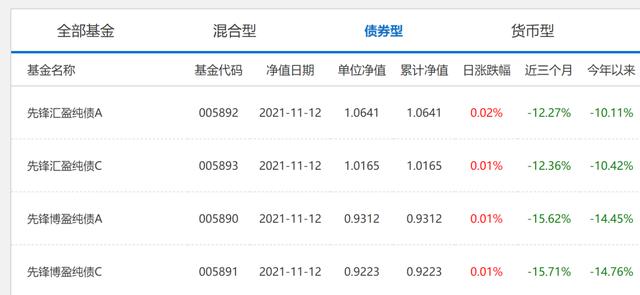 全部基金 混合型 债券型 货币型
基金名称 基金代码 净值日期 单位净值 累计净值 日涨跌幅 近三个月 今年以来
先锋汇盈纯债A 005892 2021-11-12 1.0641 1.0641 0.02% -12.27% -10.11%
先锋汇盈纯债C 005893 2021-11-12 1.0165 1.0165 0.01% -12.36% -10.42%
先锋博盈纯债A 005890 2021-11-12 0.9312 0.9312 0.01% -15.62% -14.45%
先锋博盈纯债C 005891 2021-11-12 0.9223 0.9223 0.01% -15.71% -14.76%